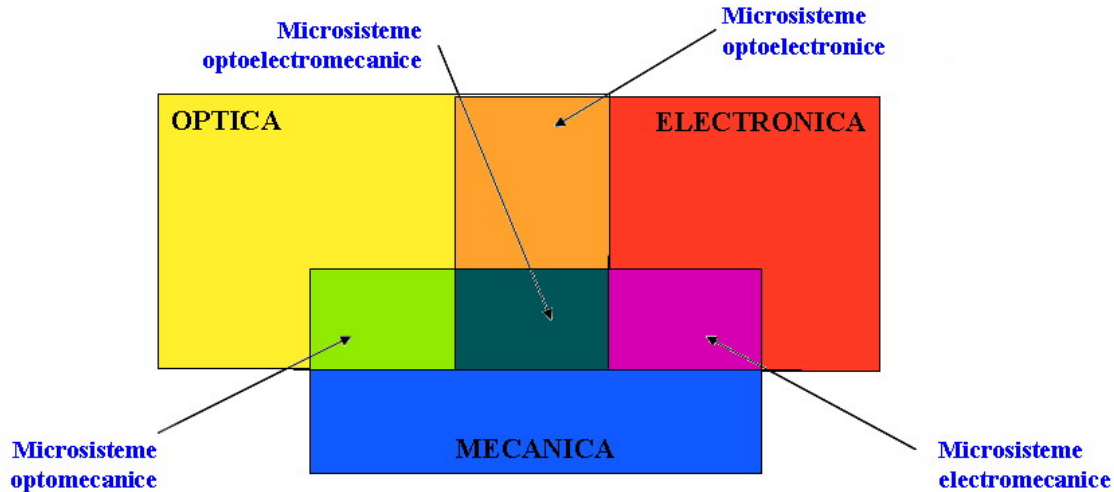 Microsisteme
optoelectromecanice
Microsisteme
optoelectronice
OPTICA
ELECTRONICA
MECANICA
Microsisteme
optomecanice
Microsisteme
electromecanice